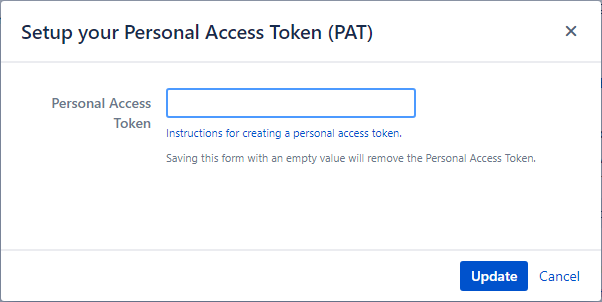 Setup your Personal Access Token (PAT)
Personal Access
Token
Instructions for creating a personal access token.
Saving this form with an empty value will remove the Personal Access Token.
Update Cancel